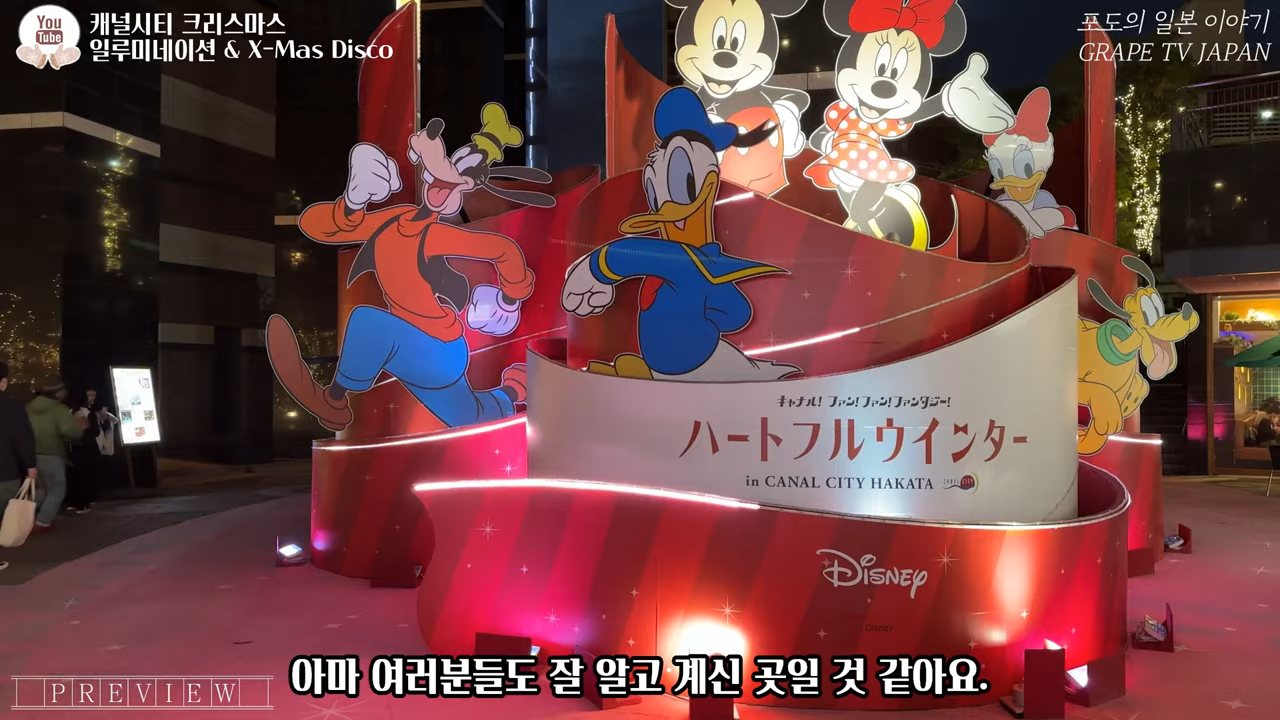 You
Tube
캐널시티 크리스마스
일루미네이션 & X-Mas Disco
포도의 일본 이야기
GRAPE TV JAPAN
キャナル! ファン!ファン!ファンタジー!
ハートフルウインター
in CANAL CITY HAKATA
Disney
Disney
아마 여러분들도 잘 알고 계신 곳일 것 같아요.
PREVIEW